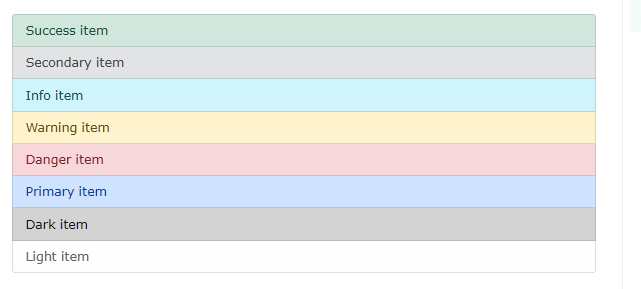 Success item
Secondary item
Info item
Warning item
Danger item
Primary item
Dark item
Light item